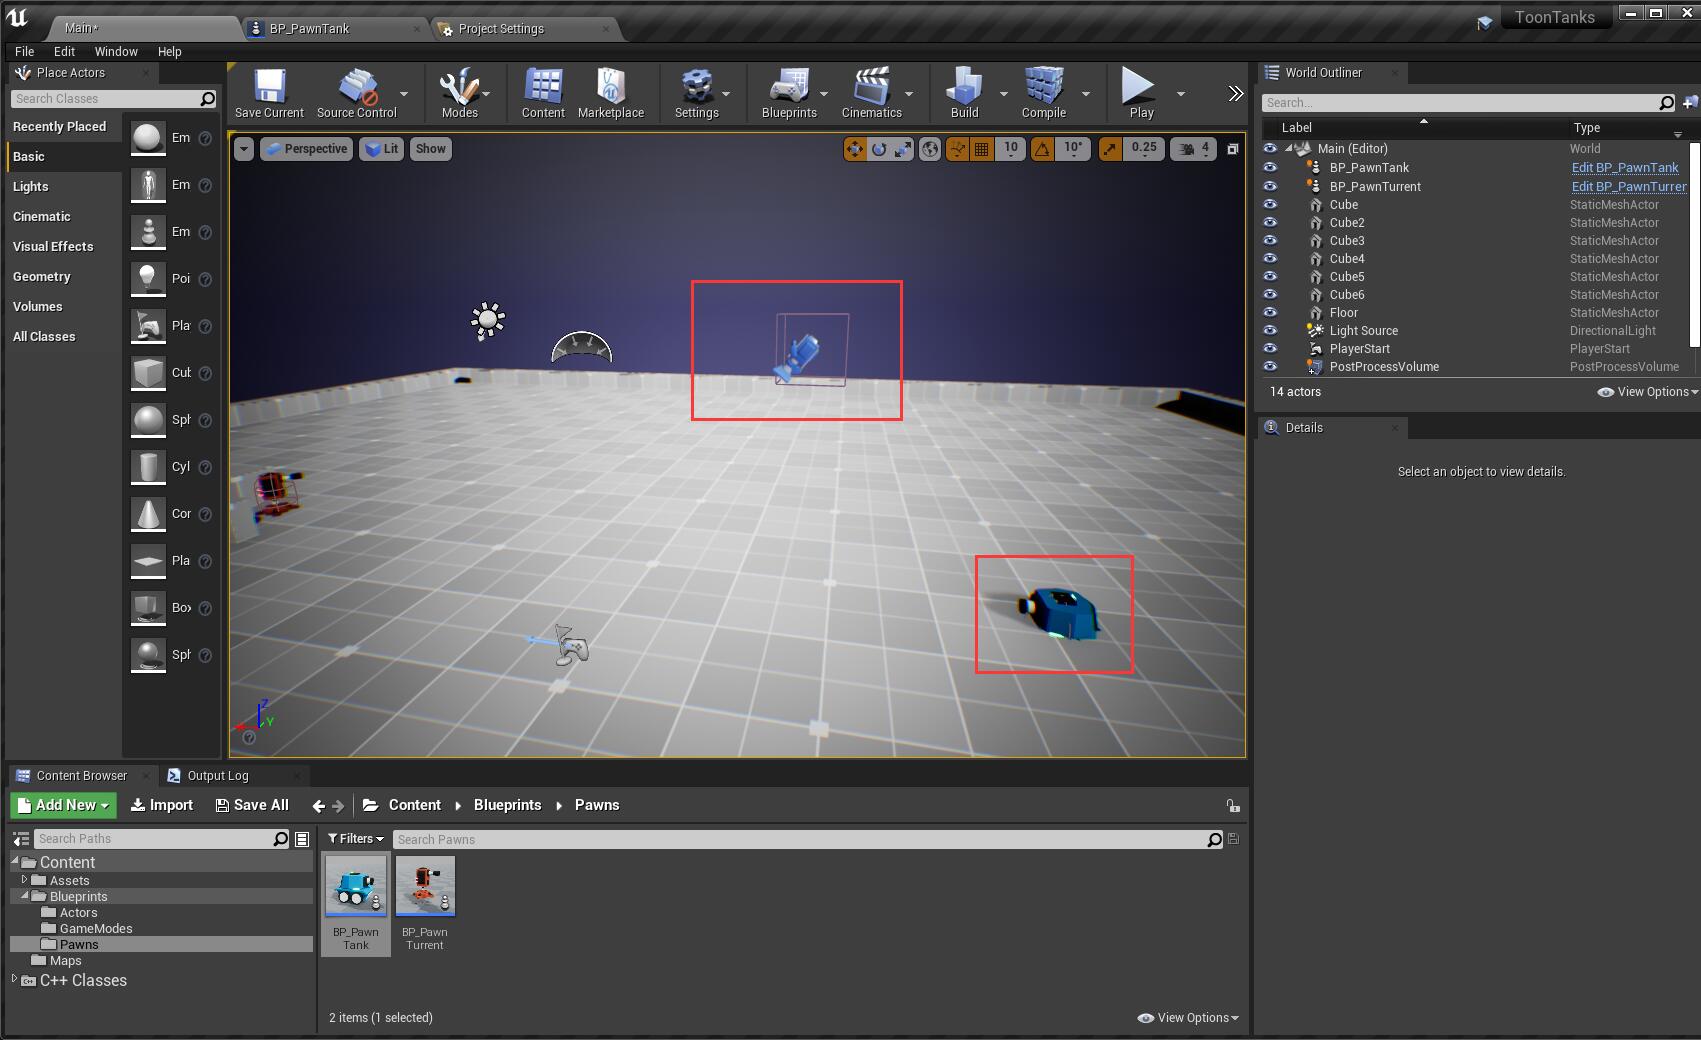 Main*
BP_PawnTank
Project Settings
ToonTanks
File Edit Window Help
Place Actors
Search Classes
Recently Placed
Basic
Lights
Cinematic
Visual Effects
Geometry
Volumes
All Classes
Em
Em
Em
Poi
Pla
Cub
Sph
Cyl
Con
Pla
Box
Sph
Save Current
Source Control
Modes
Content
Marketplace
Settings
Blueprints
Cinematics
Build
Compile
Play
Perspective
Lit
Show
10
10°
0.25
4
Z
Y
World Outliner
Search...
Label Type
Main (Editor) World
BP_PawnTank Edit BP_PawnTank
BP_PawnTurrent Edit BP_PawnTurrer
Cube StaticMeshActor
Cube2 StaticMeshActor
Cube3 StaticMeshActor
Cube4 StaticMeshActor
Cube5 StaticMeshActor
Cube6 StaticMeshActor
Floor StaticMeshActor
Light Source DirectionalLight
PlayerStart PlayerStart
PostProcessVolume PostProcessVolume
14 actors
View Options
Details
Select an object to view details.
Content Browser
Output Log
Add New
Import
Save All
Content
Blueprints
Pawns
Search Paths
Content
Assets
Blueprints
Actors
GameModes
Pawns
Maps
C++ Classes
Filters
Search Pawns
BP_Pawn
Tank
BP_Pawn
Turrent
2 items (1 selected)
View Options